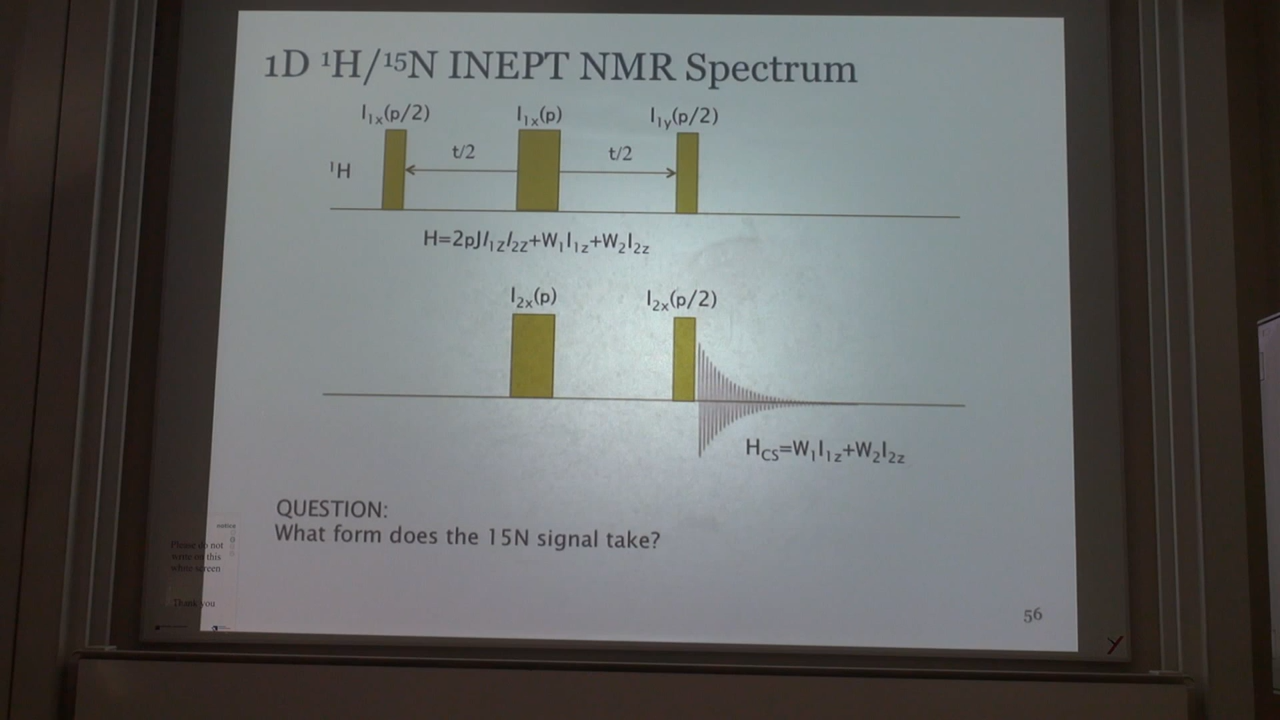 1D ¹H/¹⁵N INEPT NMR Spectrum
I₁ₓ(p/2) I₁ₓ(p) I₁ᵧ(p/2)
t/2 t/2
¹H
H=2pJI₁zI₂z+W₁I₁z+W₂I₂z
I₂ₓ(p) I₂ₓ(p/2)
H_CS=W₁I₁z+W₂I₂z
QUESTION:
What form does the 15N signal take?
notice
Please do not
write on this
white screen
Thank you
56